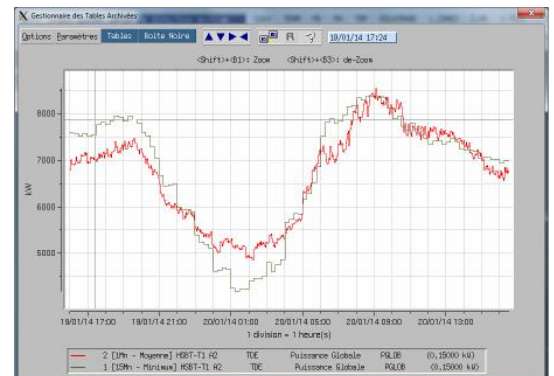 X Gestionnaire des Tables Archivées
Options Paramètres Tables Boîte Noire 19/01/14 17:24
<Shift>+<B1>: Zoom <Shift>+<B3>: de-Zoom
8000
7000
kW
6000
5000
19/01/14 17:00 19/01/14 21:00 20/01/14 01:00 20/01/14 05:00 20/01/14 09:00 20/01/14 13:00
1 division = 1 heure(s)
2 [1Mn - Moyenne] HSBT-T1 A2 TDE Puissance Globale PGLOB (0,15000 kW)
1 [15Mn - Minimum] HSBT-T1 A2 TDE Puissance Globale PGLOB (0,15000 kW)